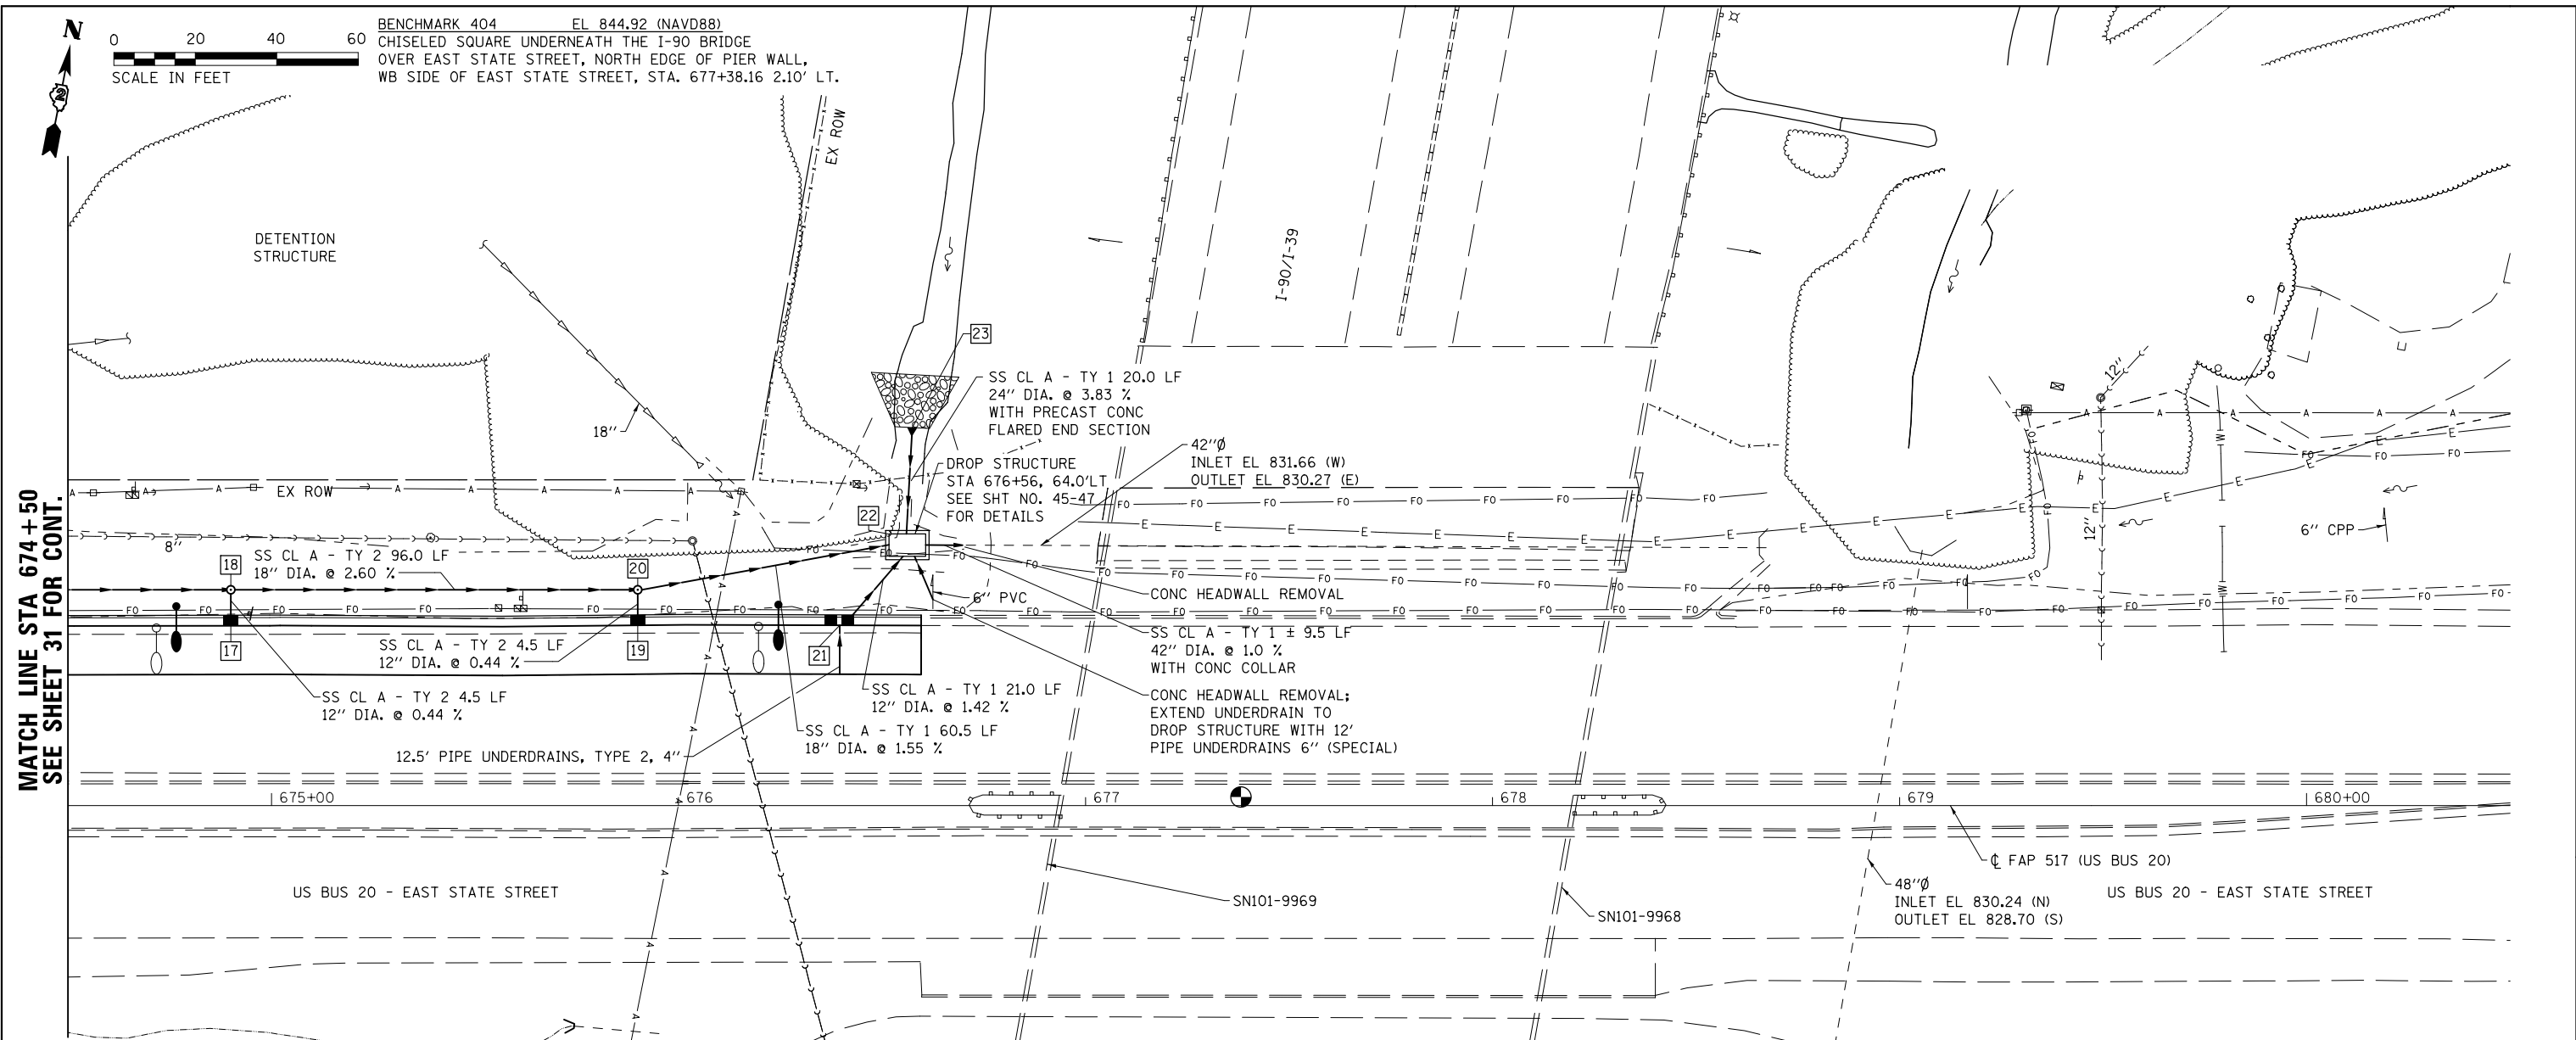 N
2
0 20 40 60
SCALE IN FEET
BENCHMARK 404 EL 844.92 (NAVD88)
CHISELED SQUARE UNDERNEATH THE I-90 BRIDGE
OVER EAST STATE STREET, NORTH EDGE OF PIER WALL,
WB SIDE OF EAST STATE STREET, STA. 677+38.16 2.10' LT.
MATCH LINE STA 674+50
SEE SHEET 31 FOR CONT.
DETENTION
STRUCTURE
EX ROW
I-90/I-39
23
18"
SS CL A - TY 1 20.0 LF
24" DIA. @ 3.83 %
WITH PRECAST CONC
FLARED END SECTION
42"Ø
INLET EL 831.66 (W)
OUTLET EL 830.27 (E)
DROP STRUCTURE
STA 676+56, 64.0'LT
SEE SHT NO. 45-47
FOR DETAILS
EX ROW
22
8"
18
SS CL A - TY 2 96.0 LF
18" DIA. @ 2.60 %
20
12"
12"
6" CPP
6" PVC
CONC HEADWALL REMOVAL
17
SS CL A - TY 2 4.5 LF
12" DIA. @ 0.44 %
19
21
SS CL A - TY 1 ± 9.5 LF
42" DIA. @ 1.0 %
WITH CONC COLLAR
SS CL A - TY 2 4.5 LF
12" DIA. @ 0.44 %
SS CL A - TY 1 21.0 LF
12" DIA. @ 1.42 %
CONC HEADWALL REMOVAL;
EXTEND UNDERDRAIN TO
DROP STRUCTURE WITH 12'
PIPE UNDERDRAINS 6" (SPECIAL)
SS CL A - TY 1 60.5 LF
18" DIA. @ 1.55 %
12.5' PIPE UNDERDRAINS, TYPE 2, 4"
675+00 676 677 678 679 680+00
℄ FAP 517 (US BUS 20)
US BUS 20 - EAST STATE STREET
SN101-9969
SN101-9968
48"Ø
INLET EL 830.24 (N)
OUTLET EL 828.70 (S)
US BUS 20 - EAST STATE STREET